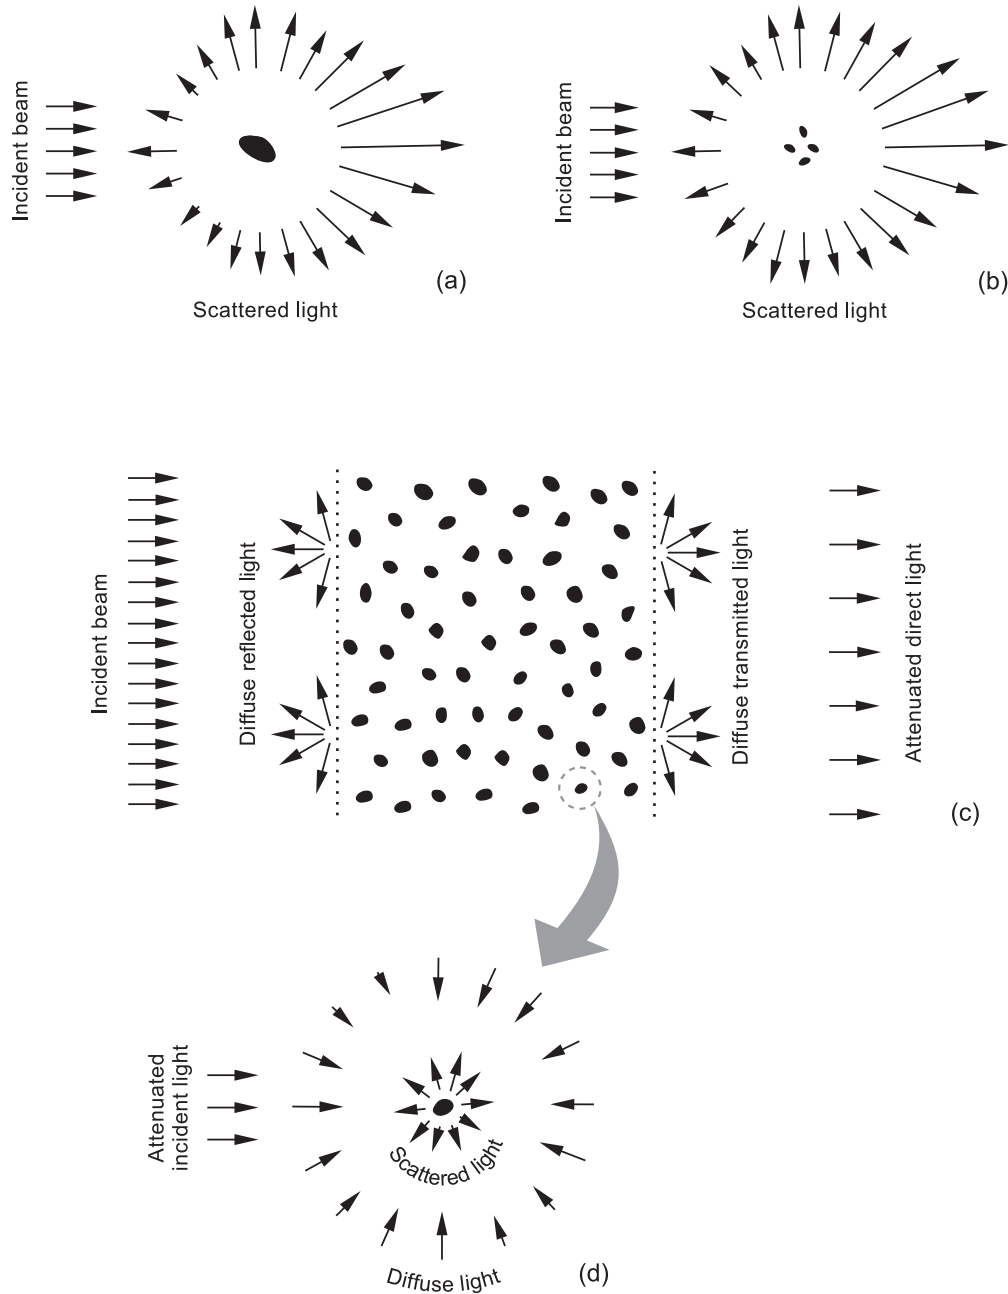 Incident beam
Scattered light
(a)
Incident beam
Scattered light
(b)
Incident beam
Diffuse reflected light
Diffuse transmitted light
Attenuated direct light
(c)
Attenuated
incident light
Scattered light
Diffuse light
(d)